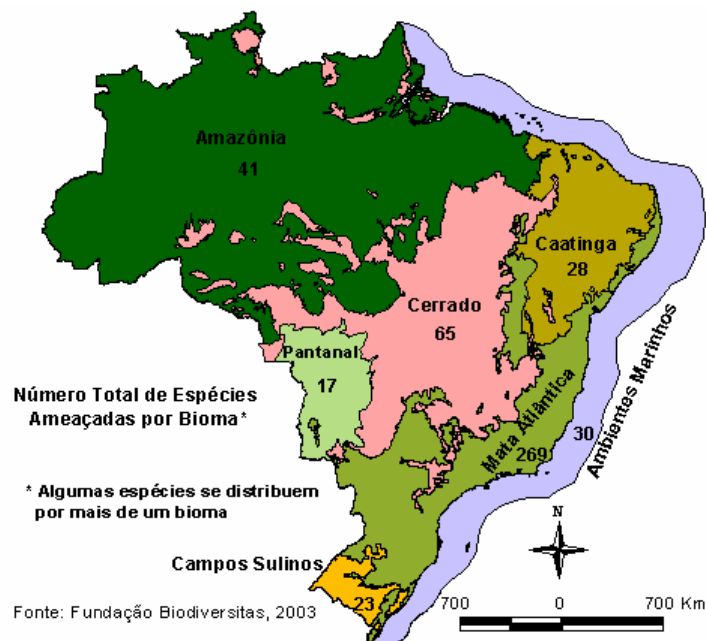 Amazônia
41
Caatinga
28
Cerrado
65
Pantanal
17
Número Total de Espécies
Ameaçadas por Bioma*
Mata Atlântica
269
30
Ambientes Marinhos
* Algumas espécies se distribuem
por mais de um bioma
N
Campos Sulinos
23
Fonte: Fundação Biodiversitas, 2003
700 0 700 Km